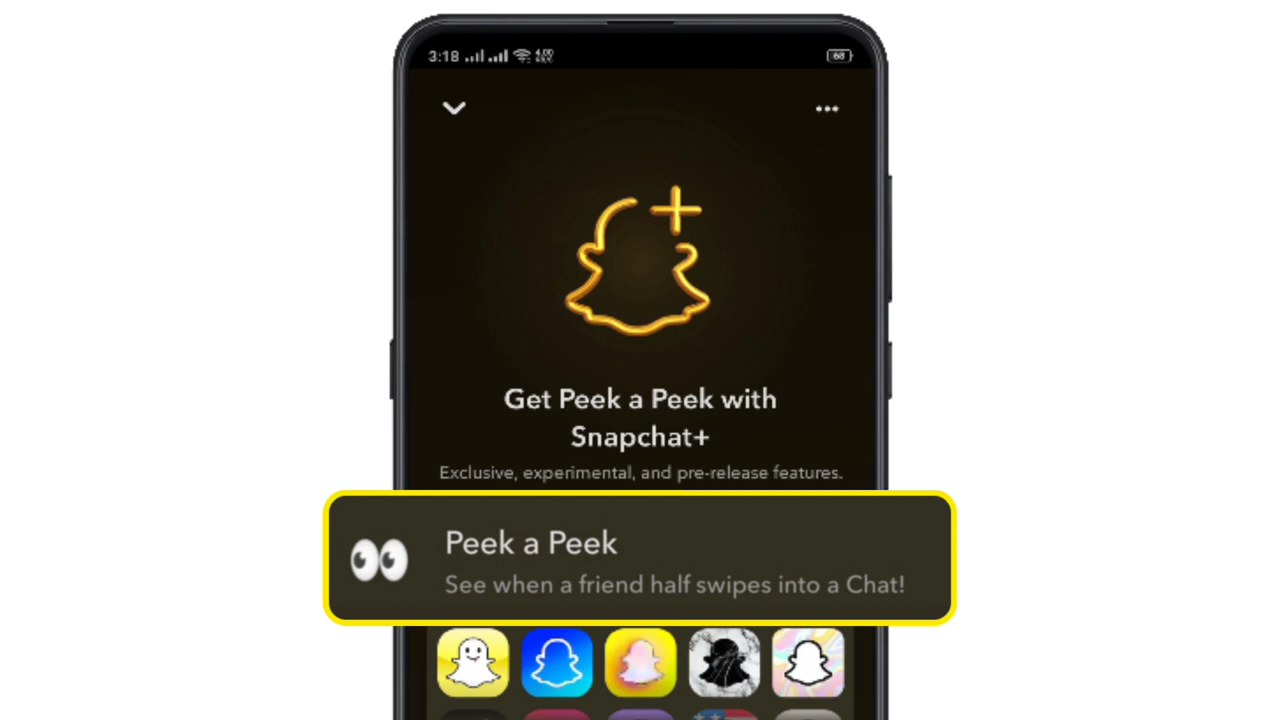 3:18
68
Get Peek a Peek with
Snapchat+
Exclusive, experimental, and pre-release features.
Peek a Peek
See when a friend half swipes into a Chat!